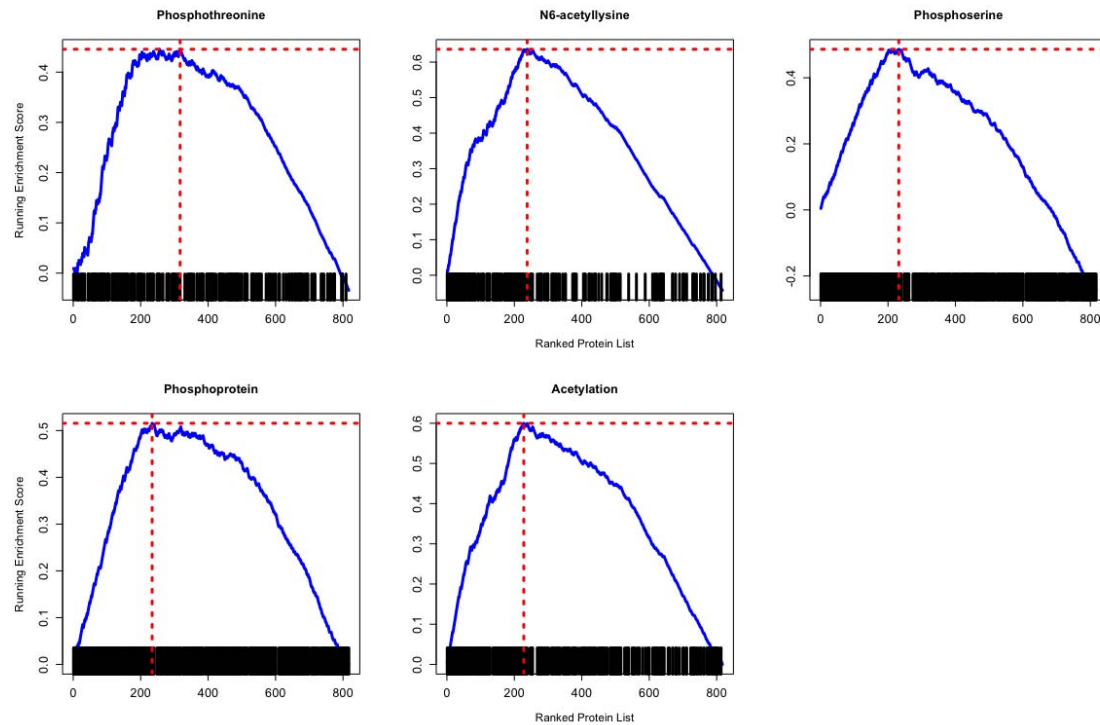 Phosphothreonine
Running Enrichment Score
0.0
0.1
0.2
0.3
0.4
0 200 400 600 800
N6-acetyllysine
0.0
0.1
0.2
0.3
0.4
0.5
0.6
0 200 400 600 800
Ranked Protein List
Phosphoserine
-0.2
0.0
0.2
0.4
0 200 400 600 800
Phosphoprotein
Running Enrichment Score
0.0
0.1
0.2
0.3
0.4
0.5
0 200 400 600 800
Acetylation
0.0
0.1
0.2
0.3
0.4
0.5
0.6
0 200 400 600 800
Ranked Protein List